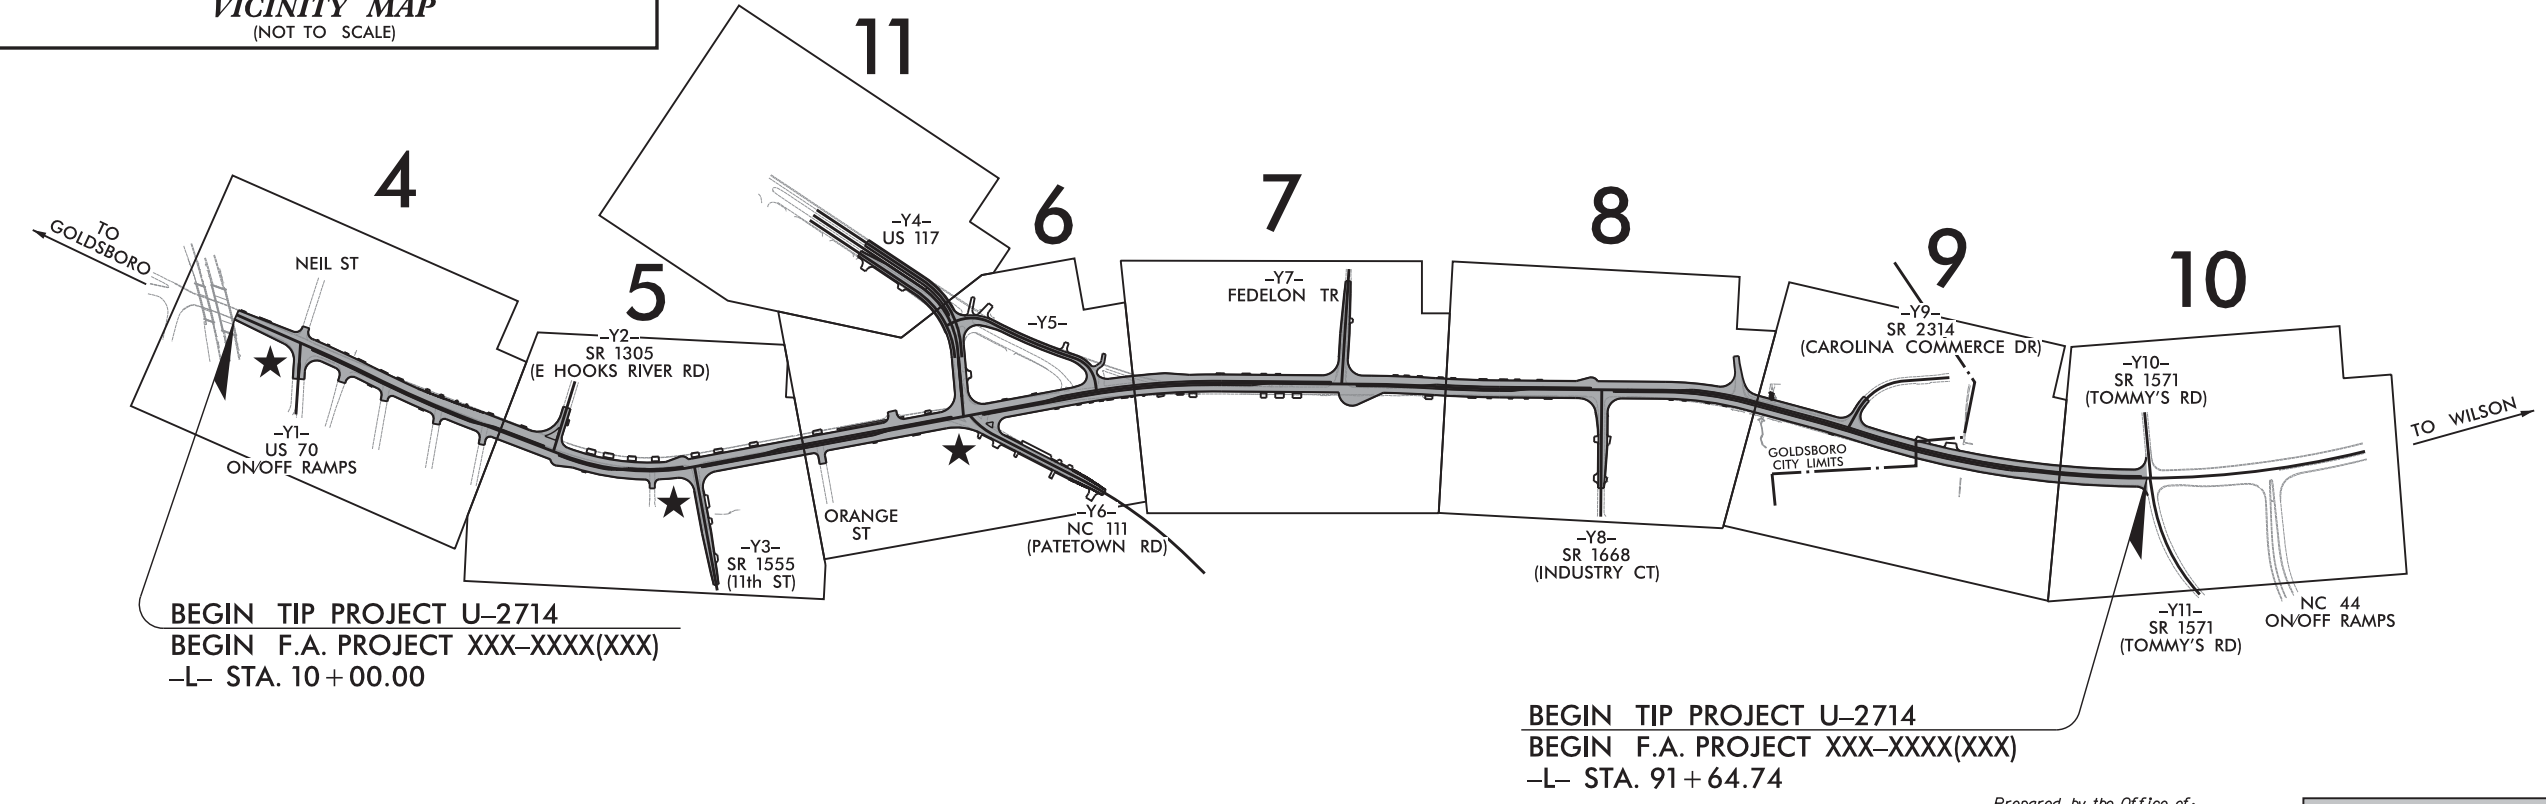 VICINITY MAP
(NOT TO SCALE)
11
4
5
6
7
8
9
10
TO
GOLDSBORO
NEIL ST
–Y1–
US 70
ON/OFF RAMPS
–Y2–
SR 1305
(E HOOKS RIVER RD)
–Y3–
SR 1555
(11th ST)
–Y4–
US 117
–Y5–
ORANGE
ST
–Y6–
NC 111
(PATETOWN RD)
–Y7–
FEDELON TR
–Y8–
SR 1668
(INDUSTRY CT)
–Y9–
SR 2314
(CAROLINA COMMERCE DR)
GOLDSBORO
CITY LIMITS
–Y10–
SR 1571
(TOMMY'S RD)
TO WILSON
–Y11–
SR 1571
(TOMMY'S RD)
NC 44
ON/OFF RAMPS
BEGIN TIP PROJECT U–2714
BEGIN F.A. PROJECT XXX–XXXX(XXX)
–L– STA. 10+00.00
BEGIN TIP PROJECT U–2714
BEGIN F.A. PROJECT XXX–XXXX(XXX)
–L– STA. 91+64.74
Prepared by the Office of: